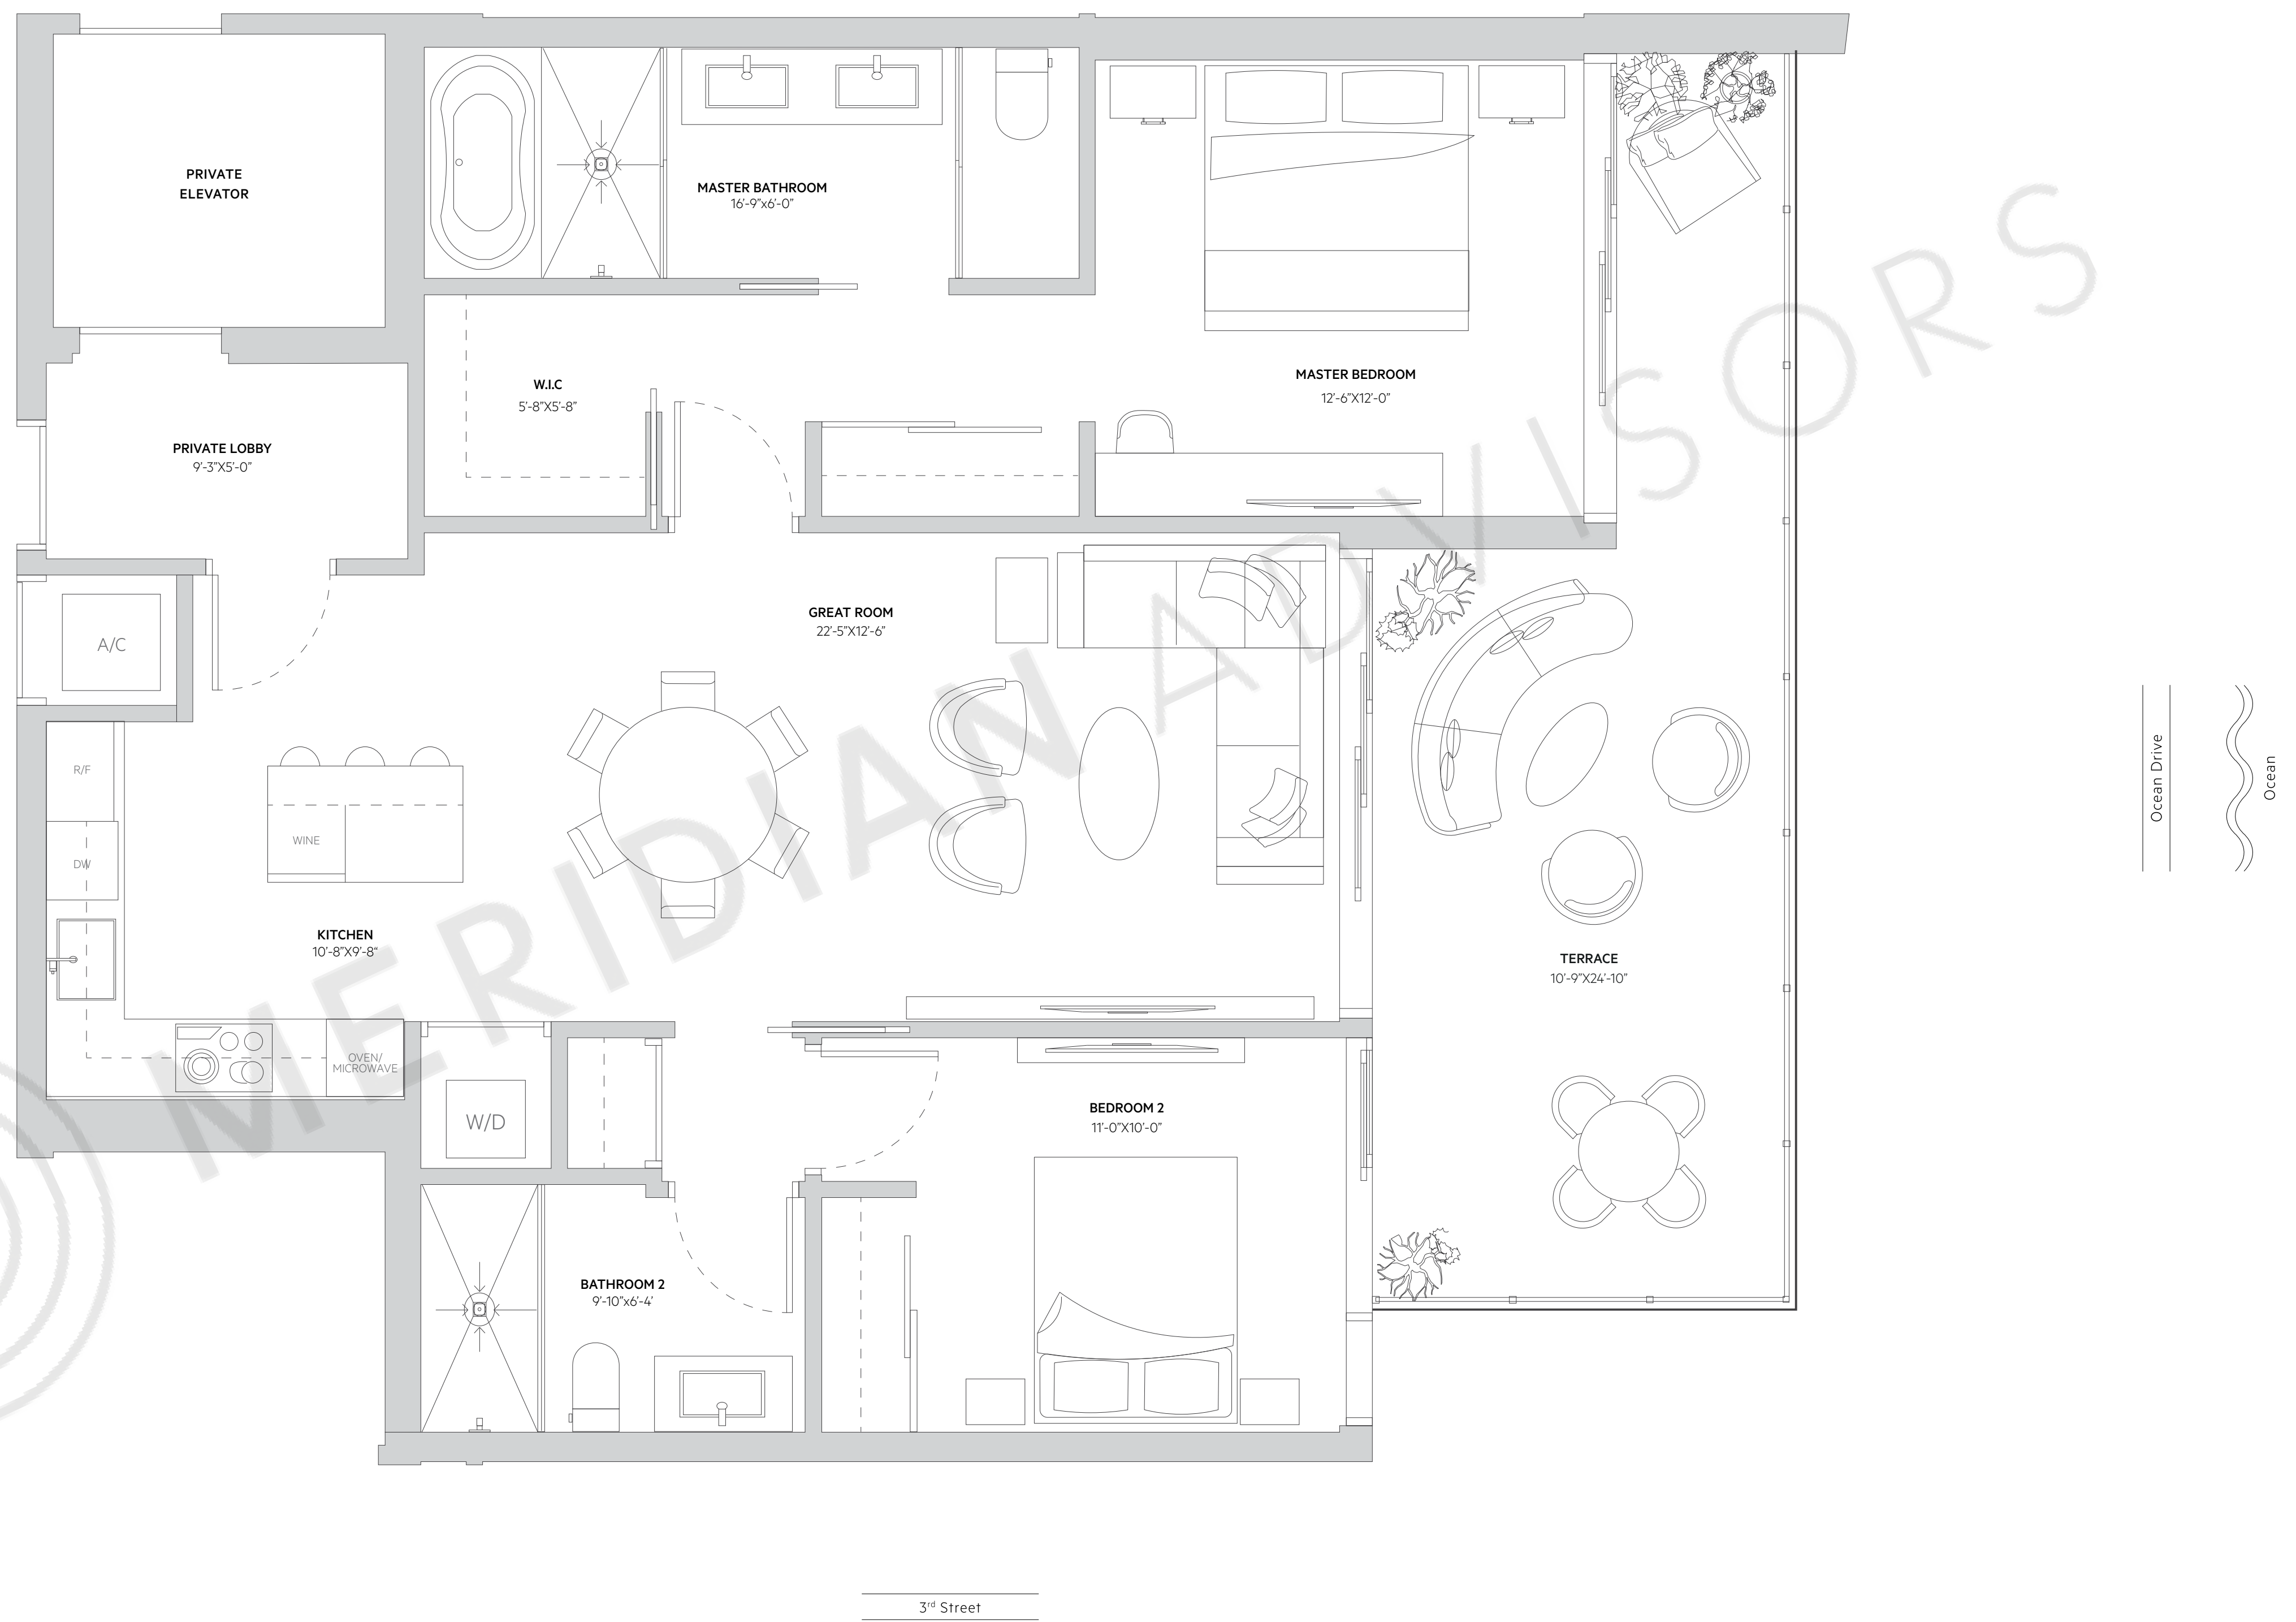 PRIVATE
ELEVATOR
MASTER BATHROOM
16'-9”x6'-0”
W.I.C
5'-8”X5'-8”
MASTER BEDROOM
12'-6”X12'-0”
PRIVATE LOBBY
9'-3”X5'-0”
A/C
GREAT ROOM
22'-5”X12'-6”
R/F
DW
WINE
KITCHEN
10'-8”X9'-8“
OVEN/
MICROWAVE
W/D
TERRACE
10'-9”X24'-10”
BEDROOM 2
11'-0”X10'-0”
BATHROOM 2
9'-10”x6'-4'
Ocean Drive
Ocean
3rd Street
MERIDIAN ADVISORS